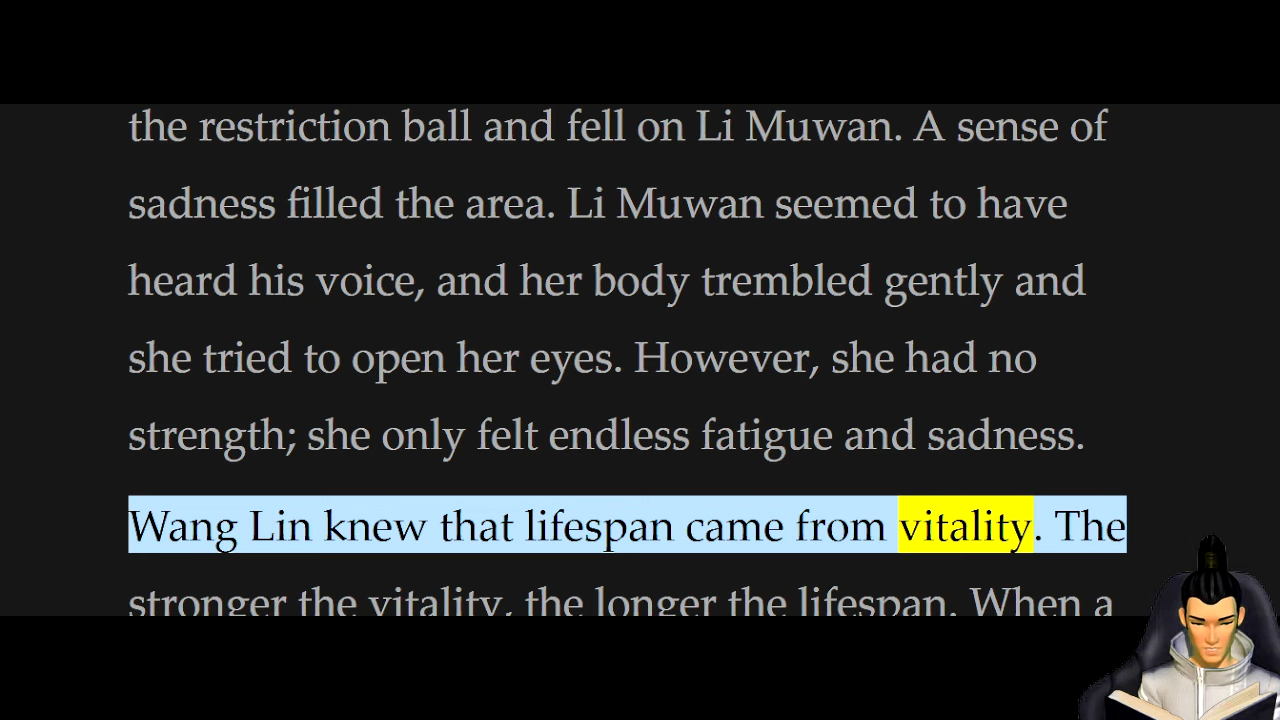 the restriction ball and fell on Li Muwan. A sense of
sadness filled the area. Li Muwan seemed to have
heard his voice, and her body trembled gently and
she tried to open her eyes. However, she had no
strength; she only felt endless fatigue and sadness.
Wang Lin knew that lifespan came from vitality. The
stronger the vitality, the longer the lifespan. When a